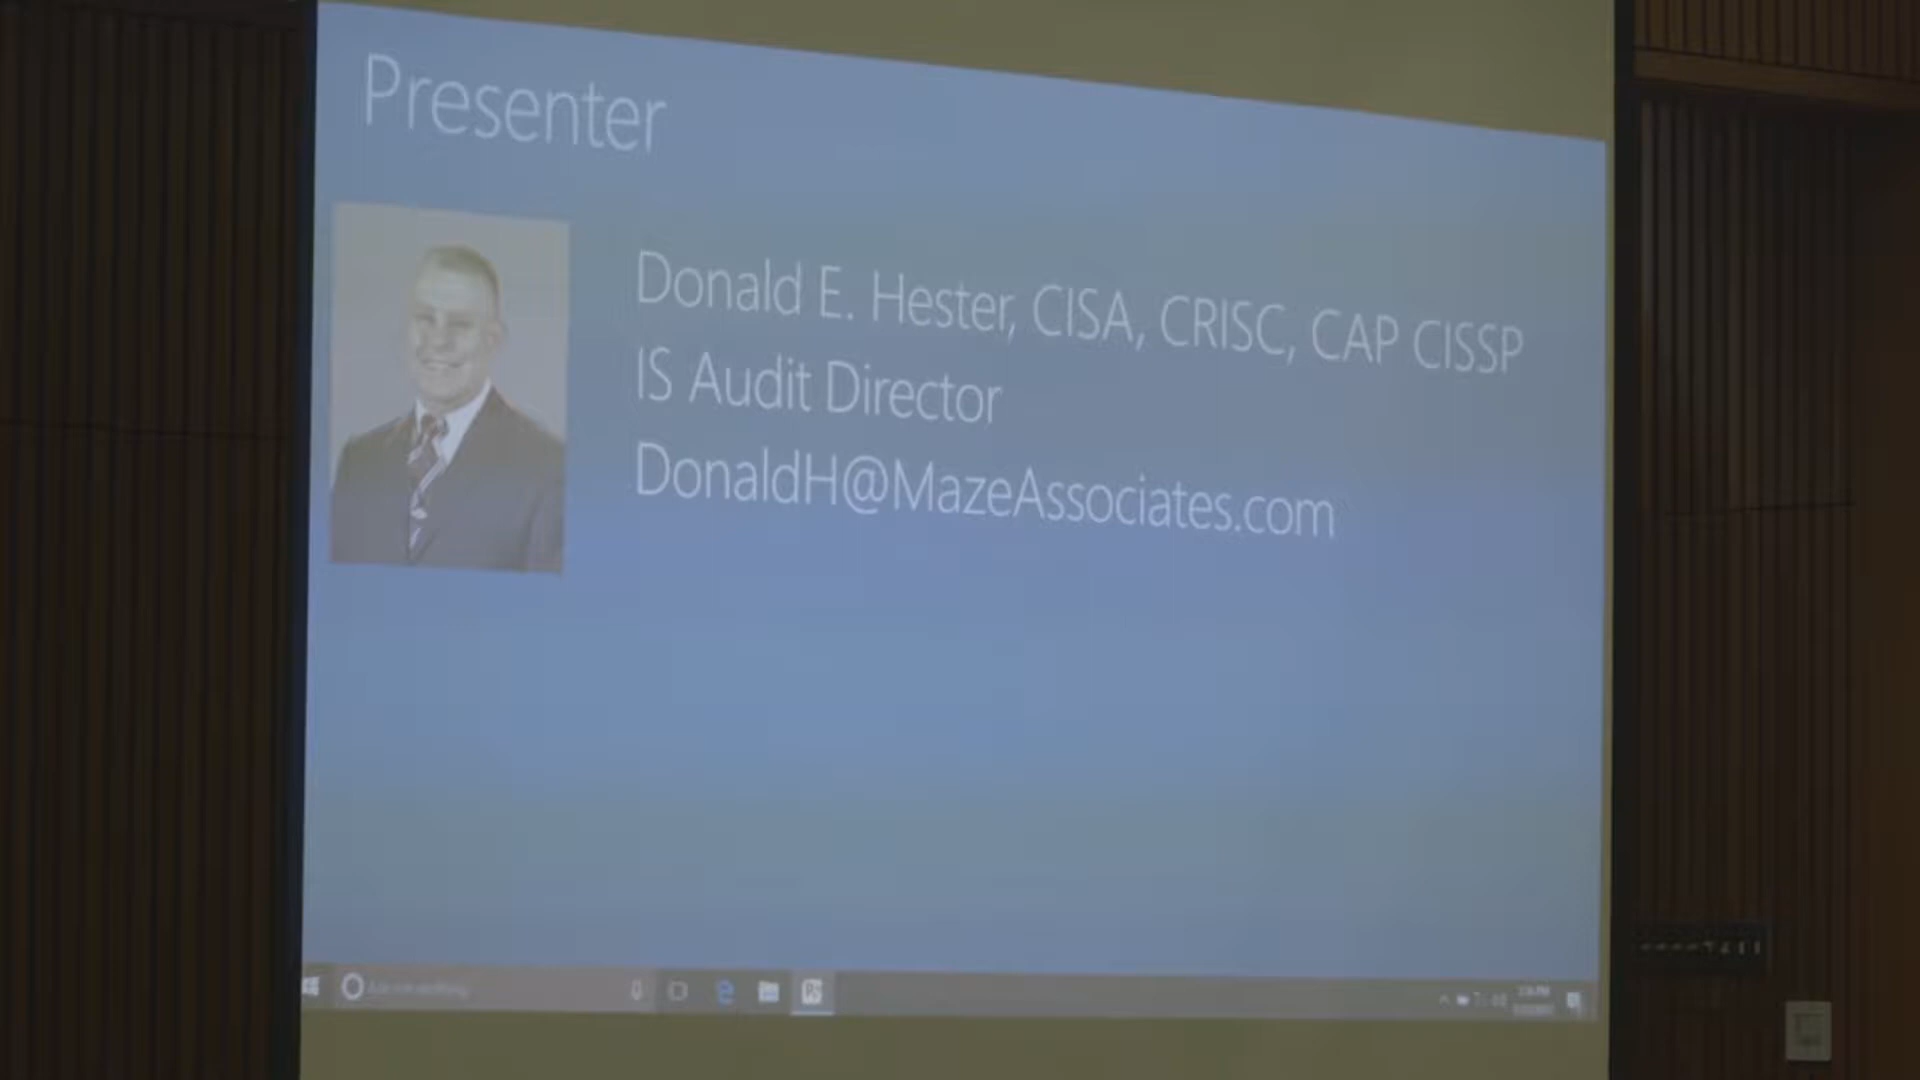 Presenter
Donald E. Hester, CISA, CRISC, CAP CISSP
IS Audit Director
DonaldH@MazeAssociates.com